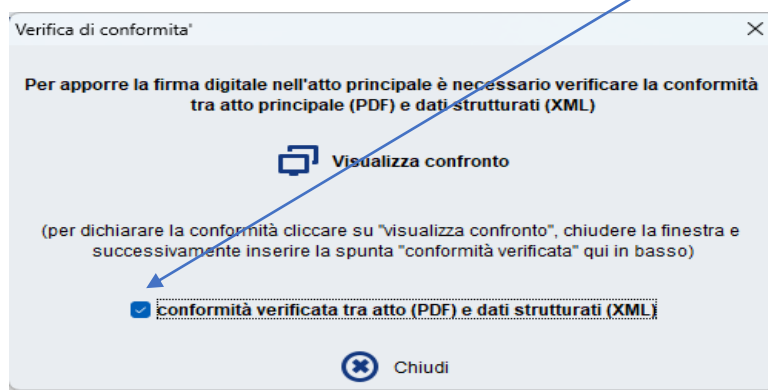 Verifica di conformita'
Per apporre la firma digitale nell'atto principale è necessario verificare la conformità
tra atto principale (PDF) e dati strutturati (XML)
Visualizza confronto
(per dichiarare la conformità cliccare su "visualizza confronto", chiudere la finestra e
successivamente inserire la spunta "conformità verificata" qui in basso)
conformità verificata tra atto (PDF) e dati strutturati (XML)
Chiudi